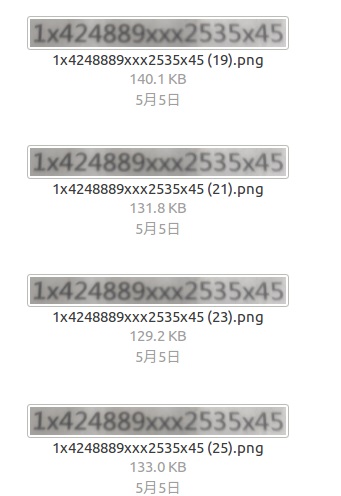 1x424889xxx2535x45
1x4248889xxx2535x45 (19).png
140.1 KB
5月5日
1x424889xxx2535x45
1x4248889xxx2535x45 (21).png
131.8 KB
5月5日
1x424889xxx2535x45
1x4248889xxx2535x45 (23).png
129.2 KB
5月5日
1x424889xxx2535x45
1x4248889xxx2535x45 (25).png
133.0 KB
5月5日